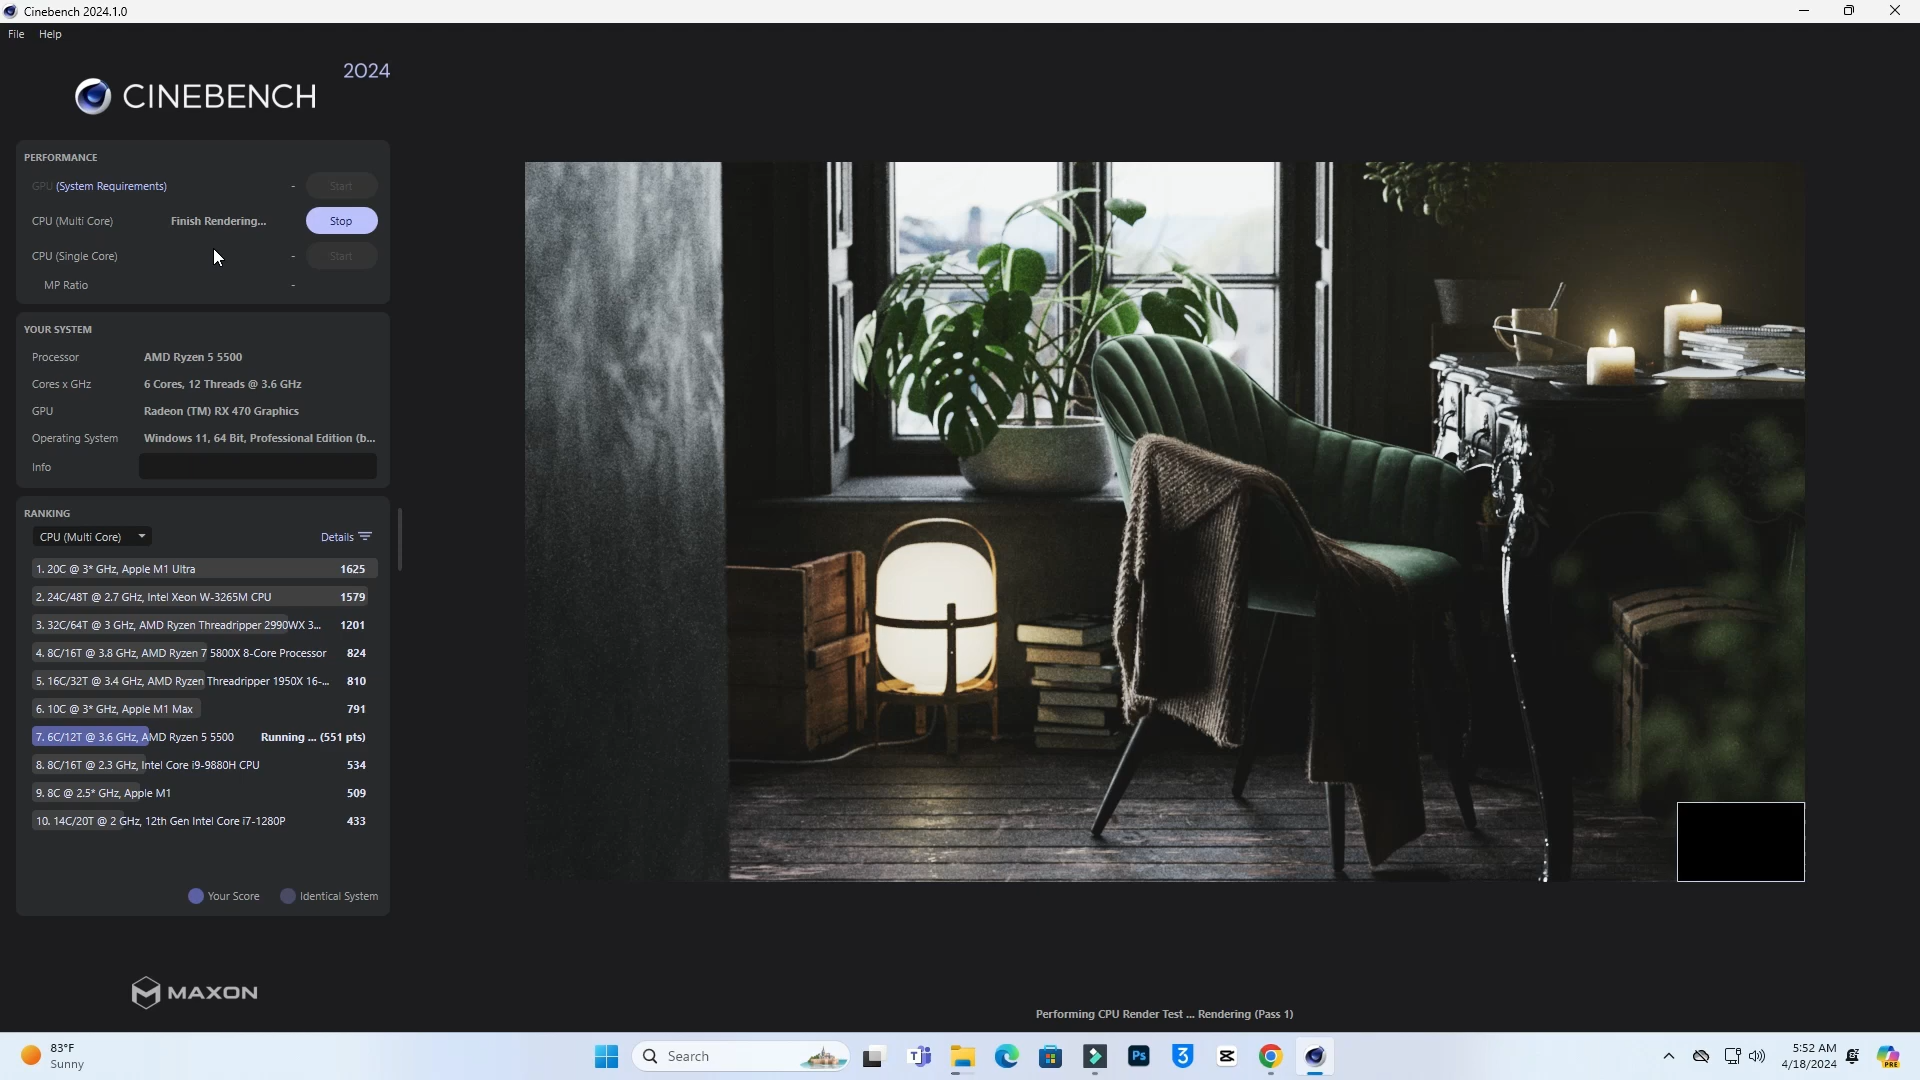 Cinebench 2024.1.0
File Help
CINEBENCH 2024
PERFORMANCE
GPU (System Requirements) - Start
CPU (Multi Core) Finish Rendering... Stop
CPU (Single Core) - Start
MP Ratio -
YOUR SYSTEM
Processor AMD Ryzen 5 5500
Cores x GHz 6 Cores, 12 Threads @ 3.6 GHz
GPU Radeon (TM) RX 470 Graphics
Operating System Windows 11, 64 Bit, Professional Edition (b...
Info
RANKING
CPU (Multi Core) Details
1. 20C @ 3* GHz, Apple M1 Ultra 1625
2. 24C/48T @ 2.7 GHz, Intel Xeon W-3265M CPU 1579
3. 32C/64T @ 3 GHz, AMD Ryzen Threadripper 2990WX 3... 1201
4. 8C/16T @ 3.8 GHz, AMD Ryzen 7 5800X 8-Core Processor 824
5. 16C/32T @ 3.4 GHz, AMD Ryzen Threadripper 1950X 16-... 810
6. 10C @ 3* GHz, Apple M1 Max 791
7. 6C/12T @ 3.6 GHz, AMD Ryzen 5 5500 Running ... (551 pts)
8. 8C/16T @ 2.3 GHz, Intel Core i9-9880H CPU 534
9. 8C @ 2.5* GHz, Apple M1 509
10. 14C/20T @ 2 GHz, 12th Gen Intel Core i7-1280P 433
Your Score Identical System
MAXON
Performing CPU Render Test ... Rendering (Pass 1)
83°F
Sunny
Search
T
Ps
3
5:52 AM
4/18/2024
PRE